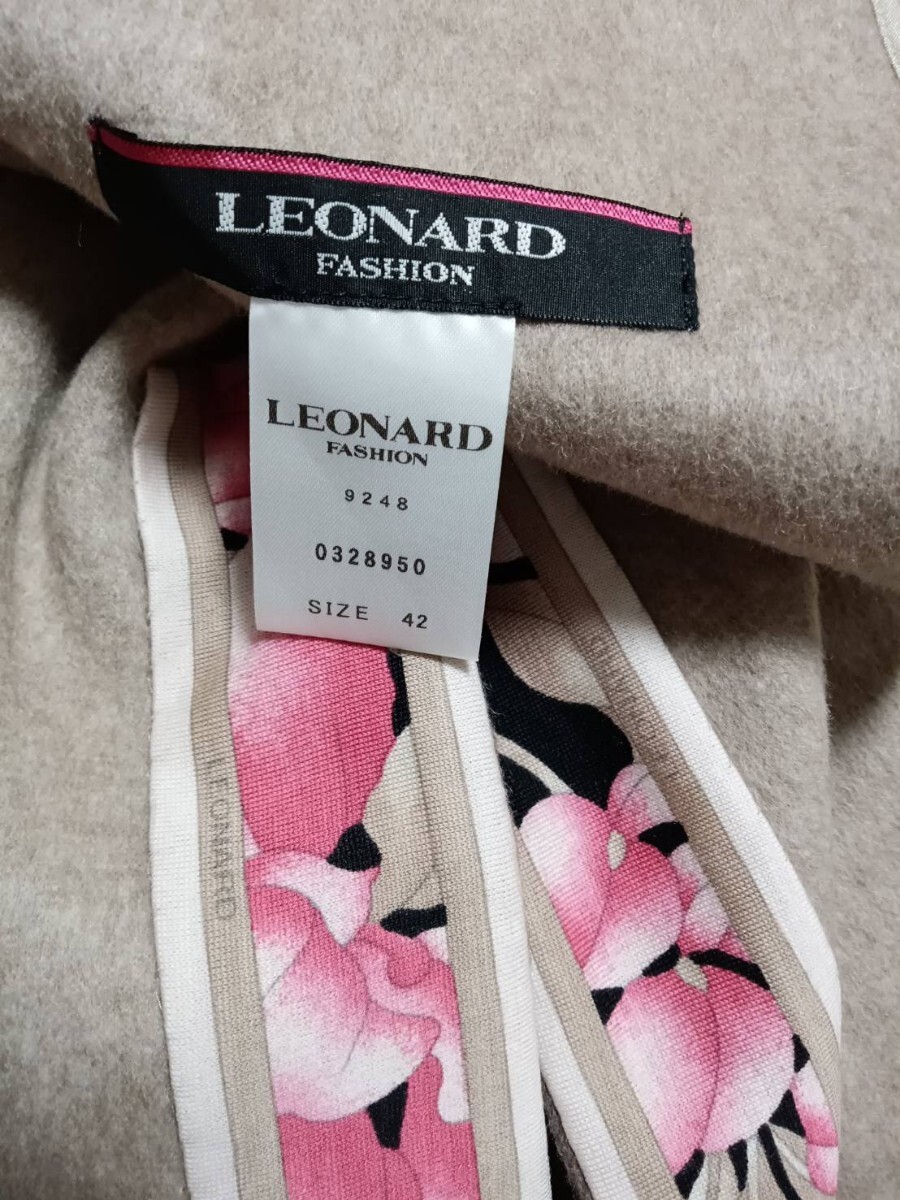 LEONARD
FASHION
LEONARD
FASHION
9248
0328950
SIZE 42
LEONARD